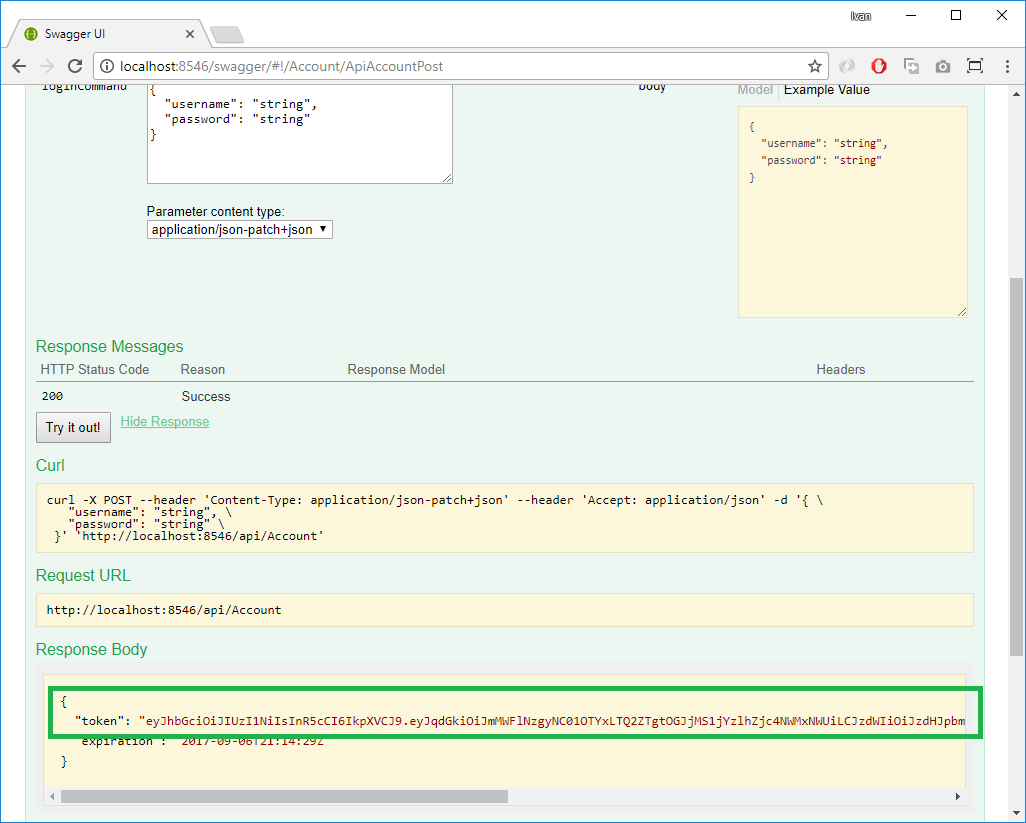 Ivan
Swagger UI
localhost:8546/swagger/#!/Account/ApiAccountPost
loginCommand
{
  "username": "string",
  "password": "string"
}
body
Model Example Value
{
  "username": "string",
  "password": "string"
}
Parameter content type:
application/json-patch+json
Response Messages
HTTP Status Code Reason Response Model Headers
200 Success
Try it out! Hide Response
Curl
curl -X POST --header 'Content-Type: application/json-patch+json' --header 'Accept: application/json' -d '{ \
   "username": "string", \
   "password": "string" \
 }' 'http://localhost:8546/api/Account'
Request URL
http://localhost:8546/api/Account
Response Body
{
  "token": "eyJhbGciOiJIUzI1NiIsInR5cCI6IkpXVCJ9.eyJqdGkiOiJmMWFlNzgyNC01OTYxLTQ2ZTgtOGJjMS1jYzlhZjc4NWMxNWUiLCJzdWIiOiJzdHJpbm
  "expiration": "2017-09-06T21:14:29Z
}